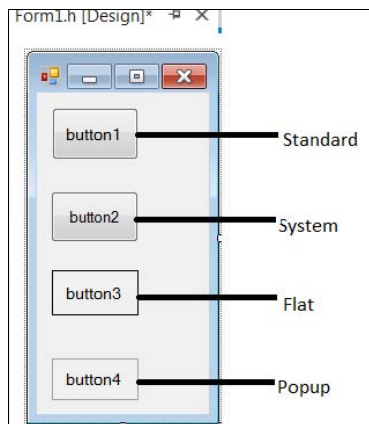 Form1.h [Design]*
button1
Standard
button2
System
button3
Flat
button4
Popup